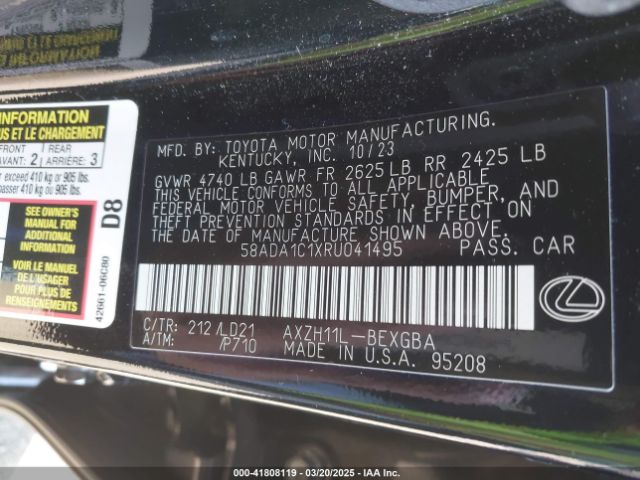 INFORMATION
US ET LE CHARGEMENT
FRONT REAR
AVANT: 2 ARRIÈRE: 3
exceed 410 kg or 905 lbs.
passer 410 kg ou 905 lbs.
SEE OWNER'S
MANUAL FOR
ADDITIONAL
INFORMATION
VOIR LE MANUEL
DE L'USAGER
POUR PLUS DE
RENSEIGNEMENTS
D8
42661-06C80
MFD. BY: TOYOTA MOTOR MANUFACTURING.
KENTUCKY, INC. 10/23
GVWR 4740 LB GAWR FR 2625 LB RR 2425 LB
THIS VEHICLE CONFORMS TO ALL APPLICABLE
FEDERAL MOTOR VEHICLE SAFETY, BUMPER, AND
THEFT PREVENTION STANDARDS IN EFFECT ON
THE DATE OF MANUFACTURE SHOWN ABOVE.
58ADA1C1XRU041495 PASS. CAR
C/TR: 212/LD21 AXZH11L-BEXGBA
A/TM: /P710 MADE IN U.S.A. 95208
000-41808119 — 03/20/2025 — IAA Inc.